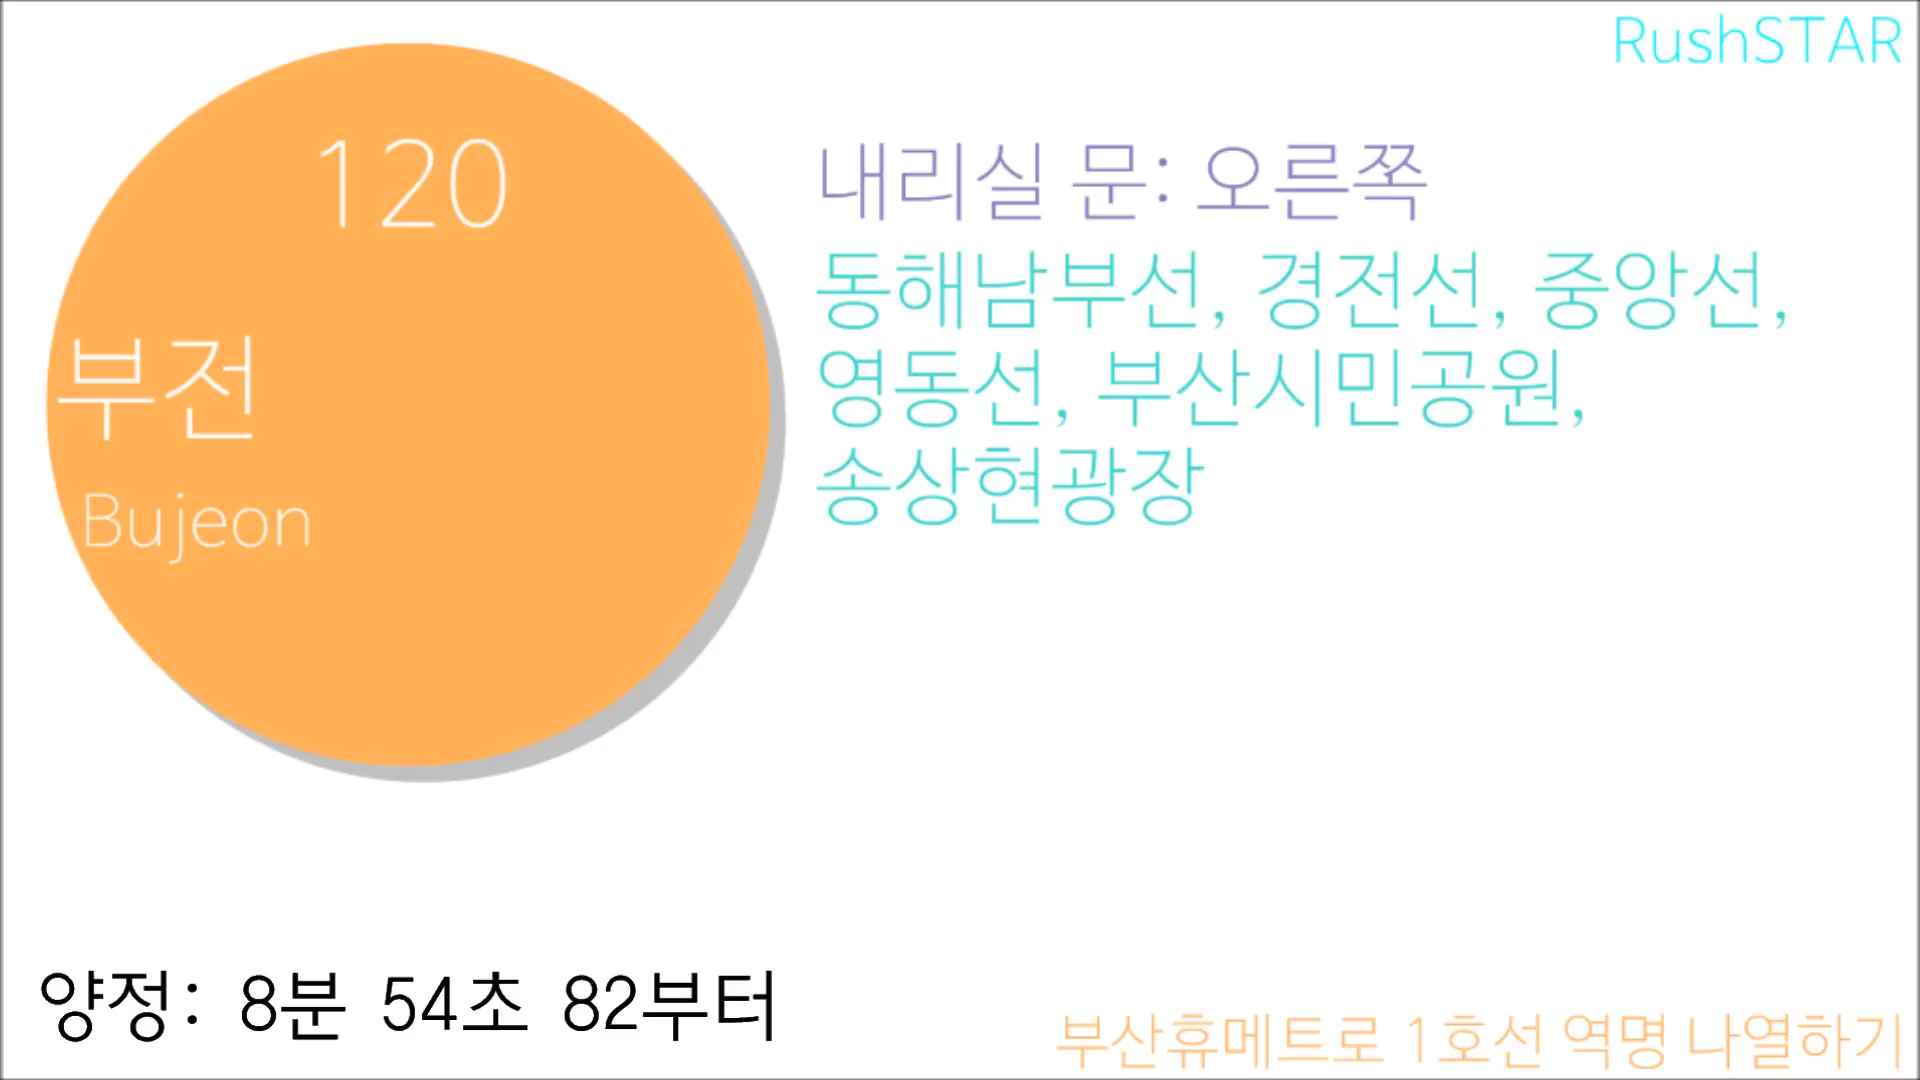 RushSTAR
120
부전
Bujeon
내리실 문: 오른쪽
동해남부선, 경전선, 중앙선,
영동선, 부산시민공원,
송상현광장
양정: 8분 54초 82부터
부산휴메트로 1호선 역명 나열하기